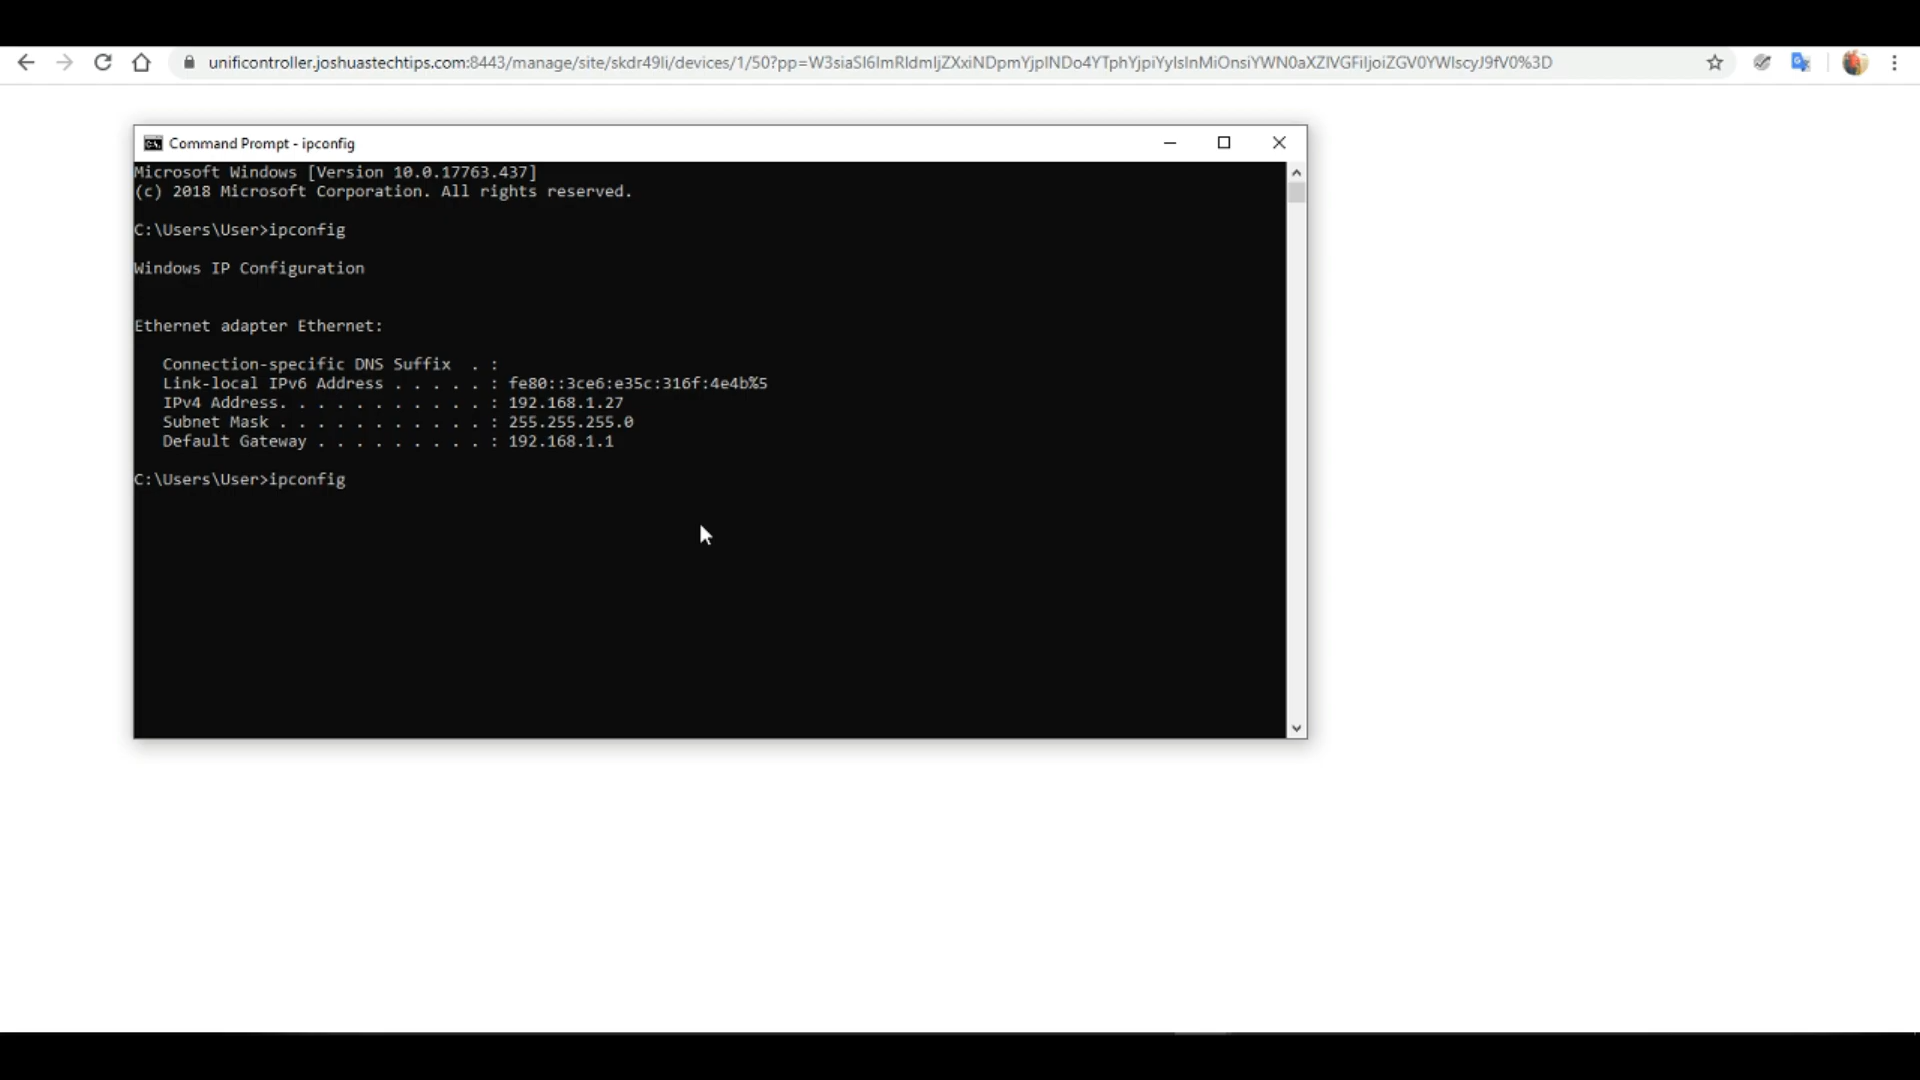 unificontroller.joshuastechtips.com:8443/manage/site/skdr49li/devices/1/50?pp=W3siaSI6ImRldmljZXxiNDpmYjplNDo4YTphYjpiYyIsInMiOnsiYWN0aXZlVGFiIjoiZGV0YWlscyJ9fV0%3D
Command Prompt - ipconfig
Microsoft Windows [Version 10.0.17763.437]
(c) 2018 Microsoft Corporation. All rights reserved.
C:\Users\User>ipconfig
Windows IP Configuration
Ethernet adapter Ethernet:
Connection-specific DNS Suffix . :
Link-local IPv6 Address . . . . . : fe80::3ce6:e35c:316f:4e4b%5
IPv4 Address. . . . . . . . . . . : 192.168.1.27
Subnet Mask . . . . . . . . . . . : 255.255.255.0
Default Gateway . . . . . . . . . : 192.168.1.1
C:\Users\User>ipconfig